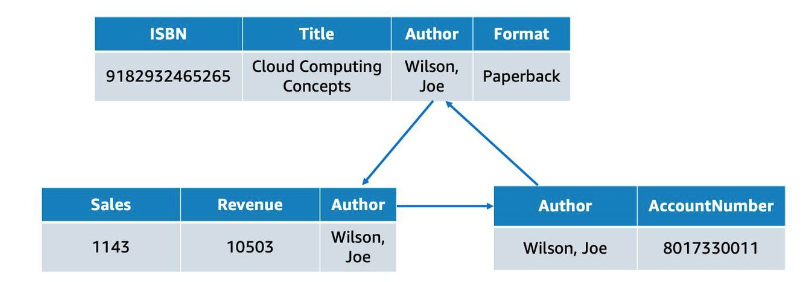 ISBN Title Author Format
9182932465265 Cloud Computing Wilson, Paperback
Concepts Joe
Sales Revenue Author
1143 10503 Wilson,
Joe
Author AccountNumber
Wilson, Joe 8017330011